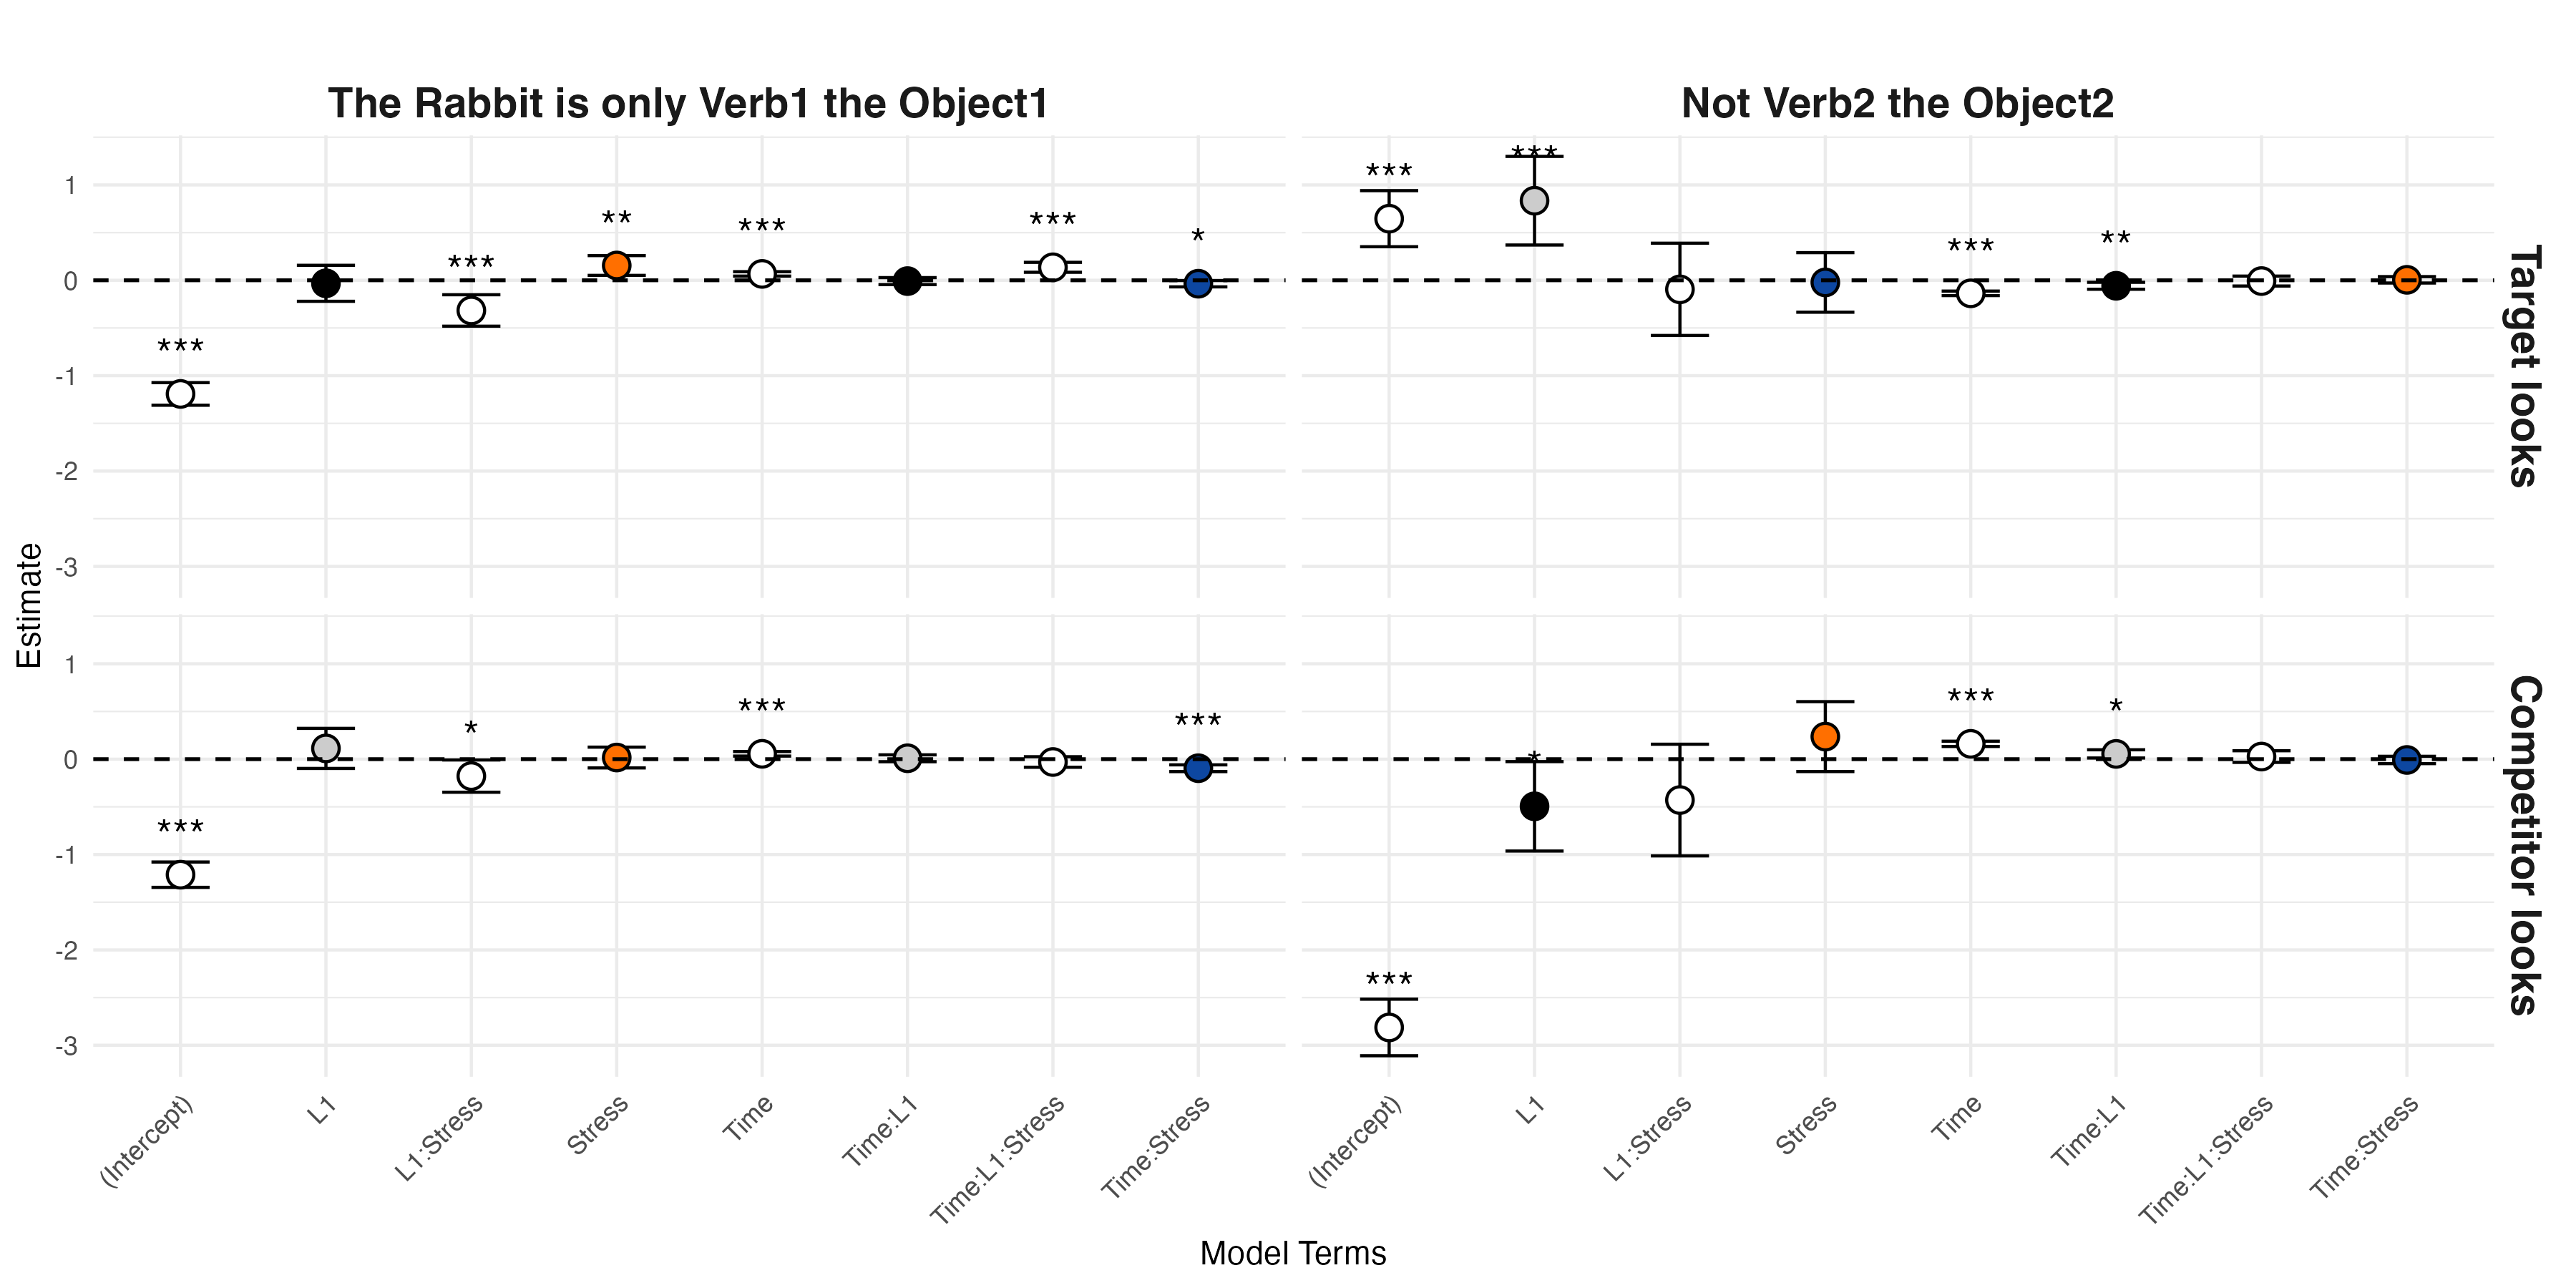 The Rabbit is only Verb1 the Object1
Not Verb2 the Object2
***
***
**
***
***
*
***
***
***
**
1
0
-1
-2
-3
Target looks
Estimate
***
*
***
***
***
*
***
*
1
0
-1
-2
-3
Competitor looks
(Intercept)
L1
L1:Stress
Stress
Time
Time:L1
Time:L1:Stress
Time:Stress
(Intercept)
L1
L1:Stress
Stress
Time
Time:L1
Time:L1:Stress
Time:Stress
Model Terms